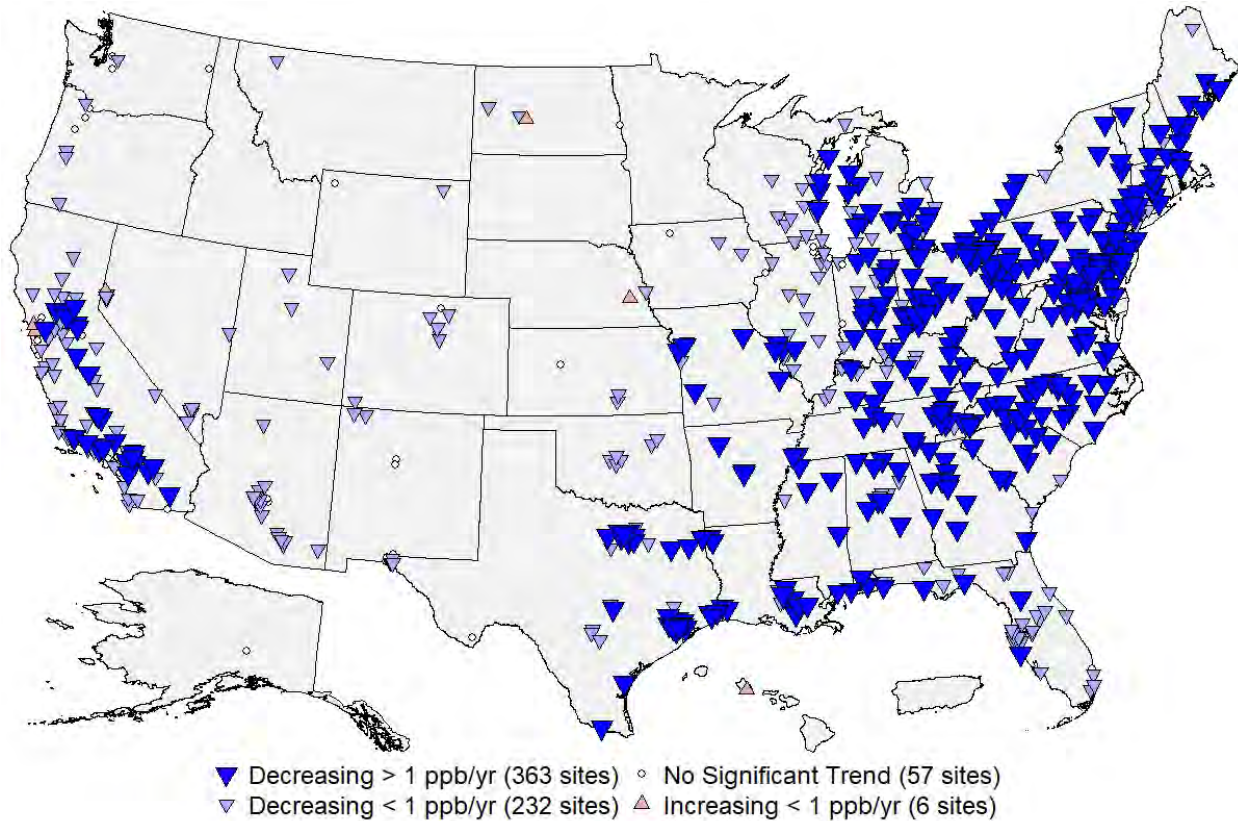 Decreasing > 1 ppb/yr (363 sites) No Significant Trend (57 sites)
Decreasing < 1 ppb/yr (232 sites) Increasing < 1 ppb/yr (6 sites)